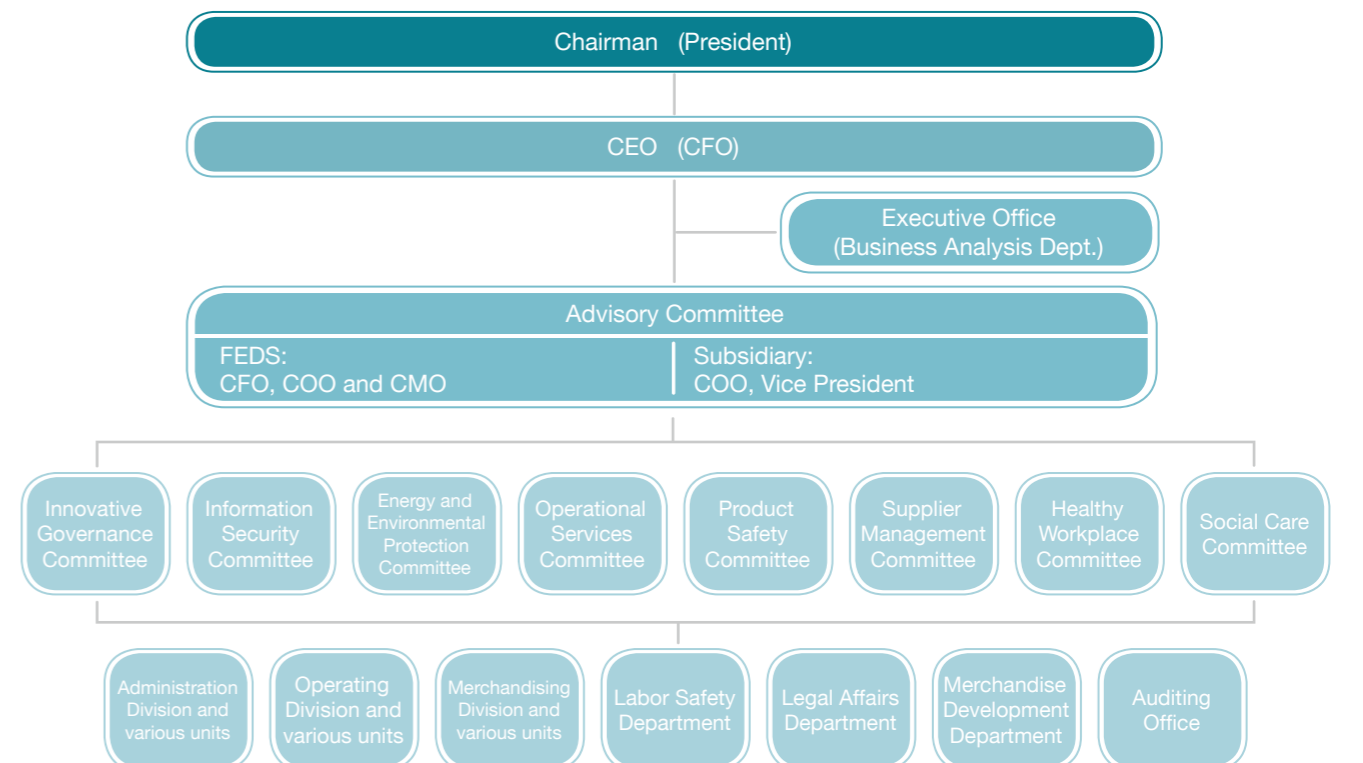 Chairman (President)
CEO (CFO)
Executive Office
(Business Analysis Dept.)
Advisory Committee
FEDS:
CFO, COO and CMO
Subsidiary:
COO, Vice President
Innovative
Governance
Committee
Information
Security
Committee
Energy and
Environmental
Protection
Committee
Operational
Services
Committee
Product
Safety
Committee
Supplier
Management
Committee
Healthy
Workplace
Committee
Social Care
Committee
Administration
Division and
various units
Operating
Division and
various units
Merchandising
Division and
various units
Labor Safety
Department
Legal Affairs
Department
Merchandise
Development
Department
Auditing
Office